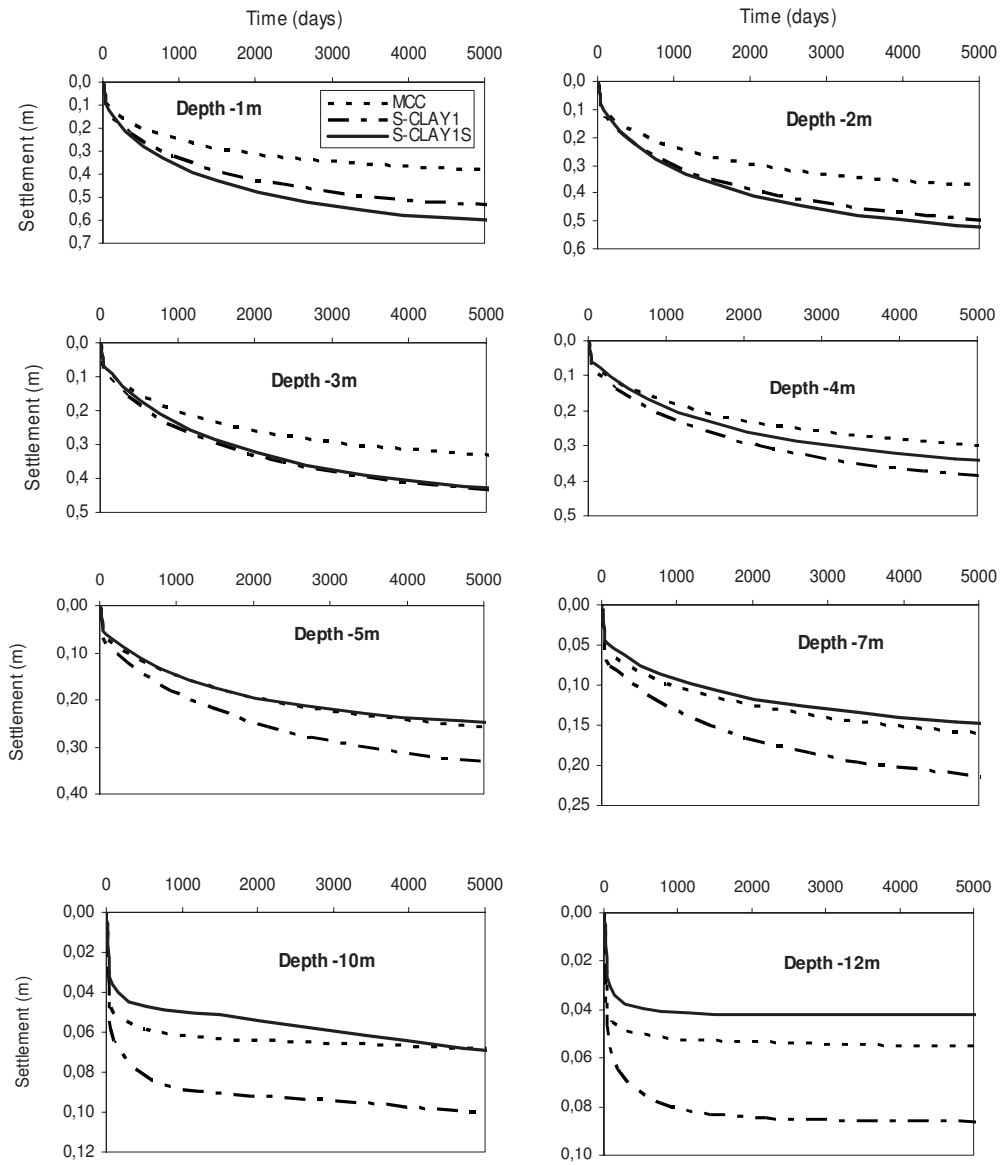 Time (days)
0 1000 2000 3000 4000 5000
0,0
0,1
0,2
0,3
0,4
0,5
0,6
0,7
Settlement (m)
Depth -1m
MCC
S-CLAY1
S-CLAY1S
Time (days)
0 1000 2000 3000 4000 5000
0,0
0,1
0,2
0,3
0,4
0,5
0,6
Depth -2m
0 1000 2000 3000 4000 5000
0,0
0,1
0,2
0,3
0,4
0,5
Settlement (m)
Depth -3m
0 1000 2000 3000 4000 5000
0,0
0,1
0,2
0,3
0,4
0,5
Depth -4m
0 1000 2000 3000 4000 5000
0,00
0,10
0,20
0,30
0,40
Settlement (m)
Depth -5m
0 1000 2000 3000 4000 5000
0,00
0,05
0,10
0,15
0,20
0,25
Depth -7m
0 1000 2000 3000 4000 5000
0,00
0,02
0,04
0,06
0,08
0,10
0,12
Settlement (m)
Depth -10m
0 1000 2000 3000 4000 5000
0,00
0,02
0,04
0,06
0,08
0,10
Depth -12m